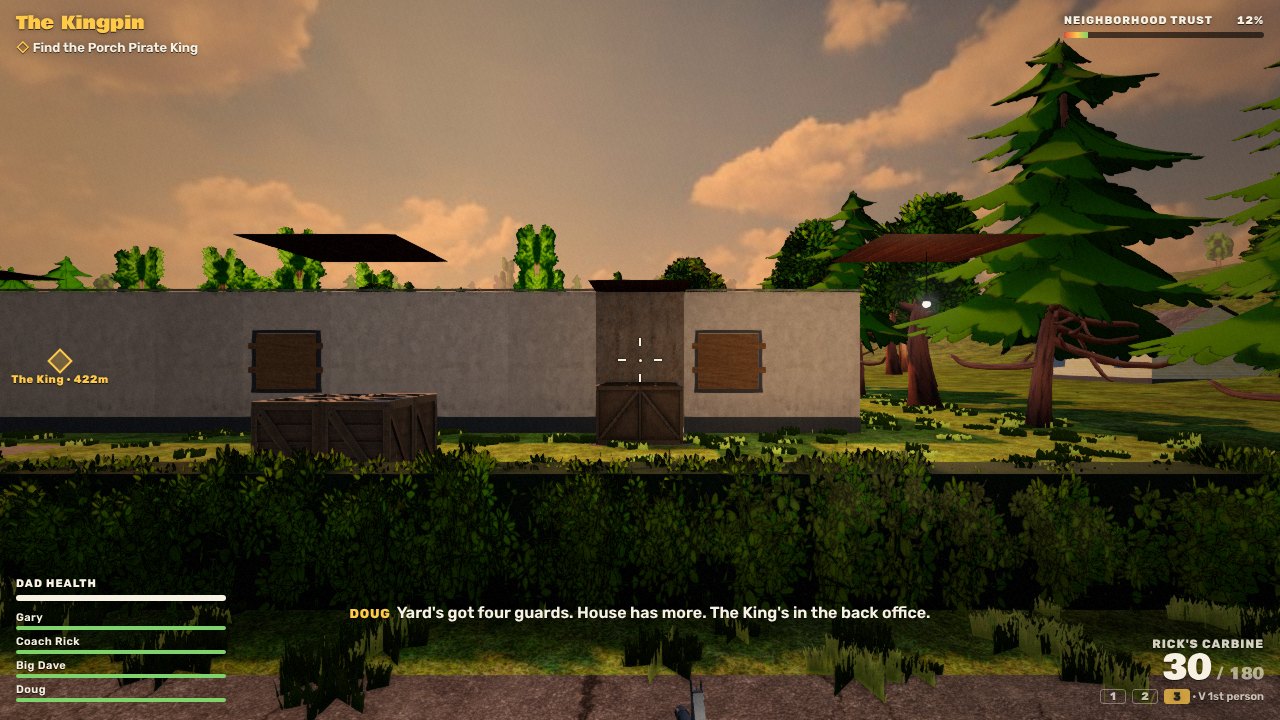 The Kingpin
Find the Porch Pirate King
NEIGHBORHOOD TRUST 12%
The King • 422m
DAD HEALTH
Gary
Coach Rick
Big Dave
Doug
DOUG Yard's got four guards. House has more. The King's in the back office.
RICK'S CARBINE
30 / 180
1 2 3 • V 1st person